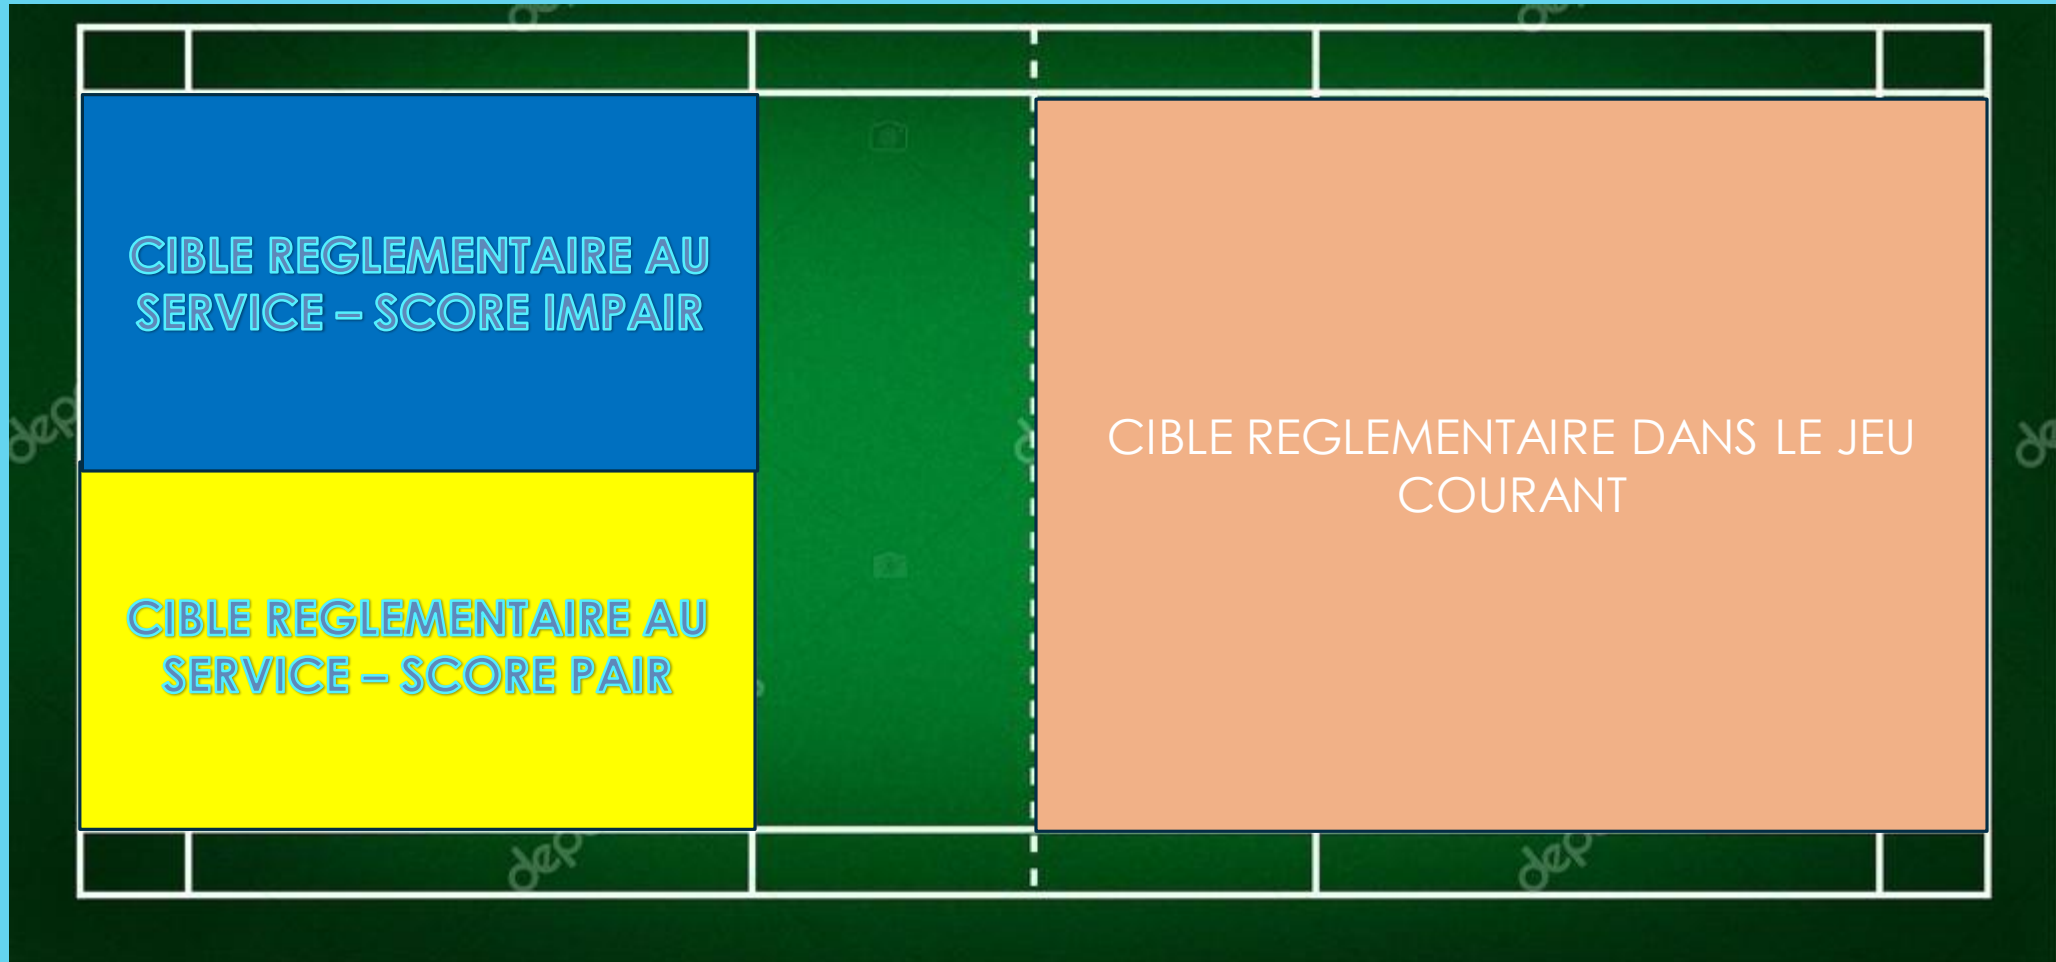 CIBLE REGLEMENTAIRE AU
SERVICE – SCORE IMPAIR
CIBLE REGLEMENTAIRE AU
SERVICE – SCORE PAIR
CIBLE REGLEMENTAIRE DANS LE JEU
COURANT